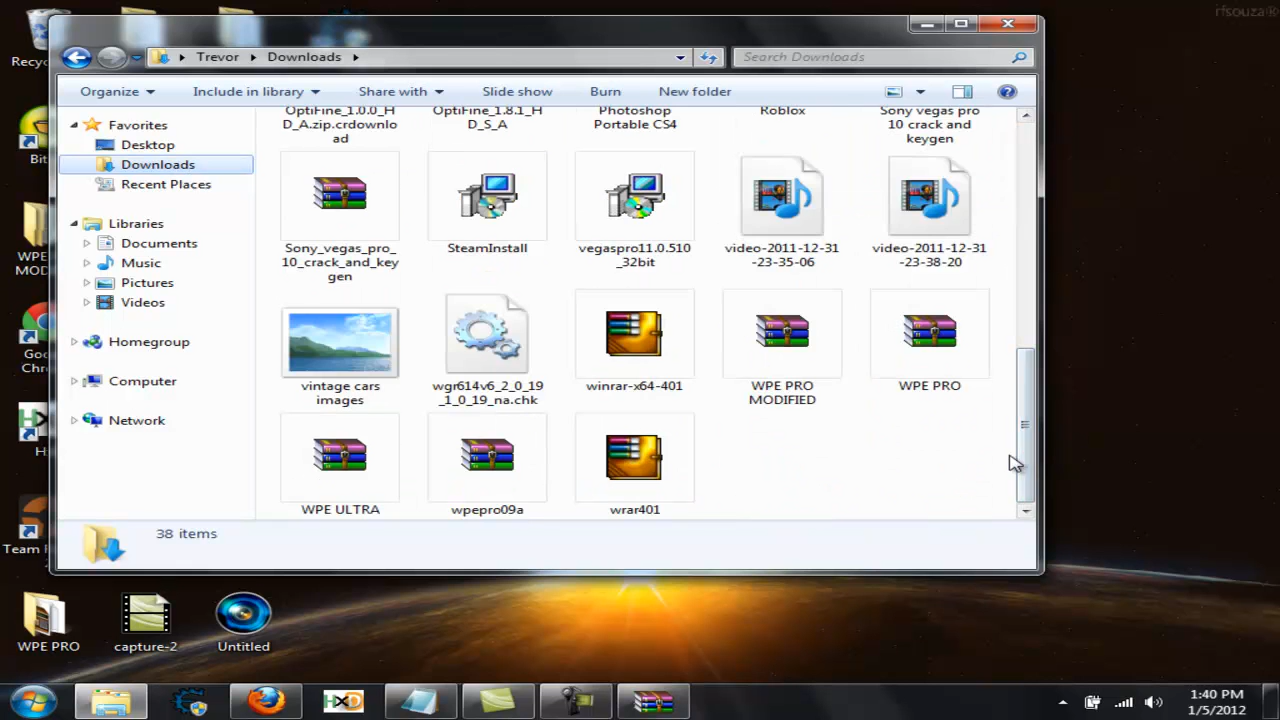 rfsouza®
Recyc
Trevor
Downloads
Search Downloads
Organize
Include in library
Share with
Slide show
Burn
New folder
Favorites
Desktop
Downloads
Recent Places
Libraries
Documents
Music
Pictures
Videos
Homegroup
Computer
Network
OptiFine_1.0.0_H
D_A.zip.crdownlo
ad
OptiFine_1.8.1_H
D_S_A
Photoshop
Portable CS4
Roblox
Sony vegas pro
10 crack and
keygen
Sony_vegas_pro_
10_crack_and_key
gen
SteamInstall
vegaspro11.0.510
_32bit
video-2011-12-31
-23-35-06
video-2011-12-31
-23-38-20
vintage cars
images
wgr614v6_2_0_19
_1_0_19_na.chk
winrar-x64-401
WPE PRO
MODIFIED
WPE PRO
WPE ULTRA
wpepro09a
wrar401
38 items
Bit
WPE
MOD
Goo
Chr
H
Team F
2
WPE PRO
capture-2
Untitled
HXD
1:40 PM
1/5/2012